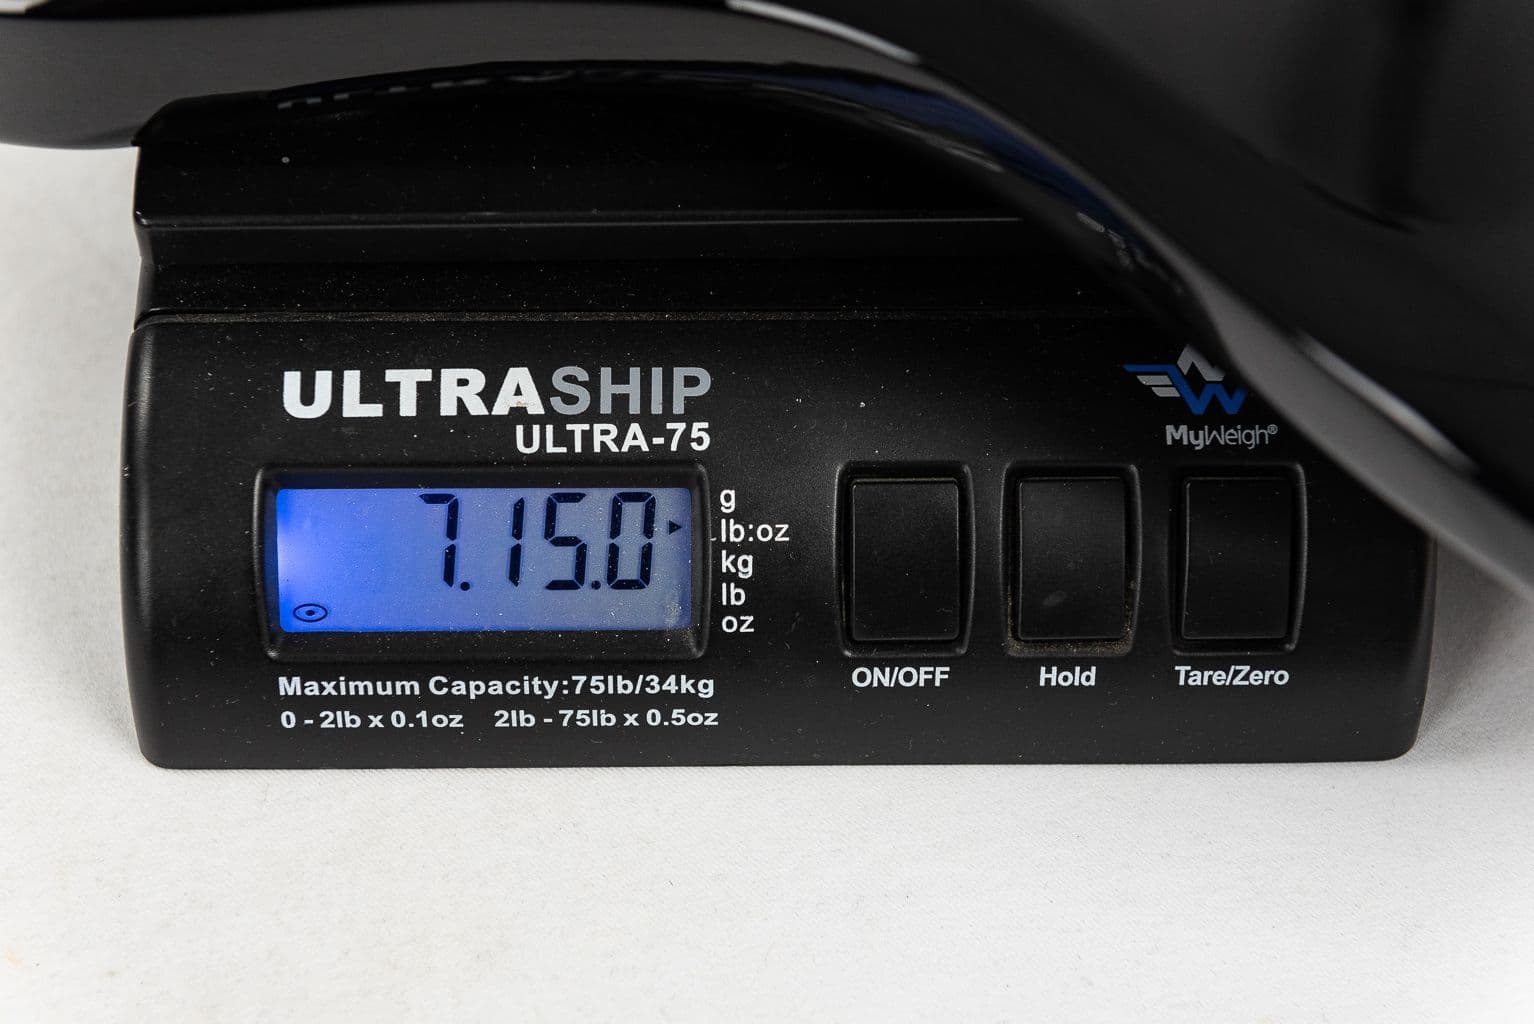 ULTRASHIP
ULTRA-75
MyWeigh®
7.15.0
g
lb:oz
kg
lb
oz
ON/OFF
Hold
Tare/Zero
Maximum Capacity:75lb/34kg
0 - 2lb x 0.1oz 2lb - 75lb x 0.5oz